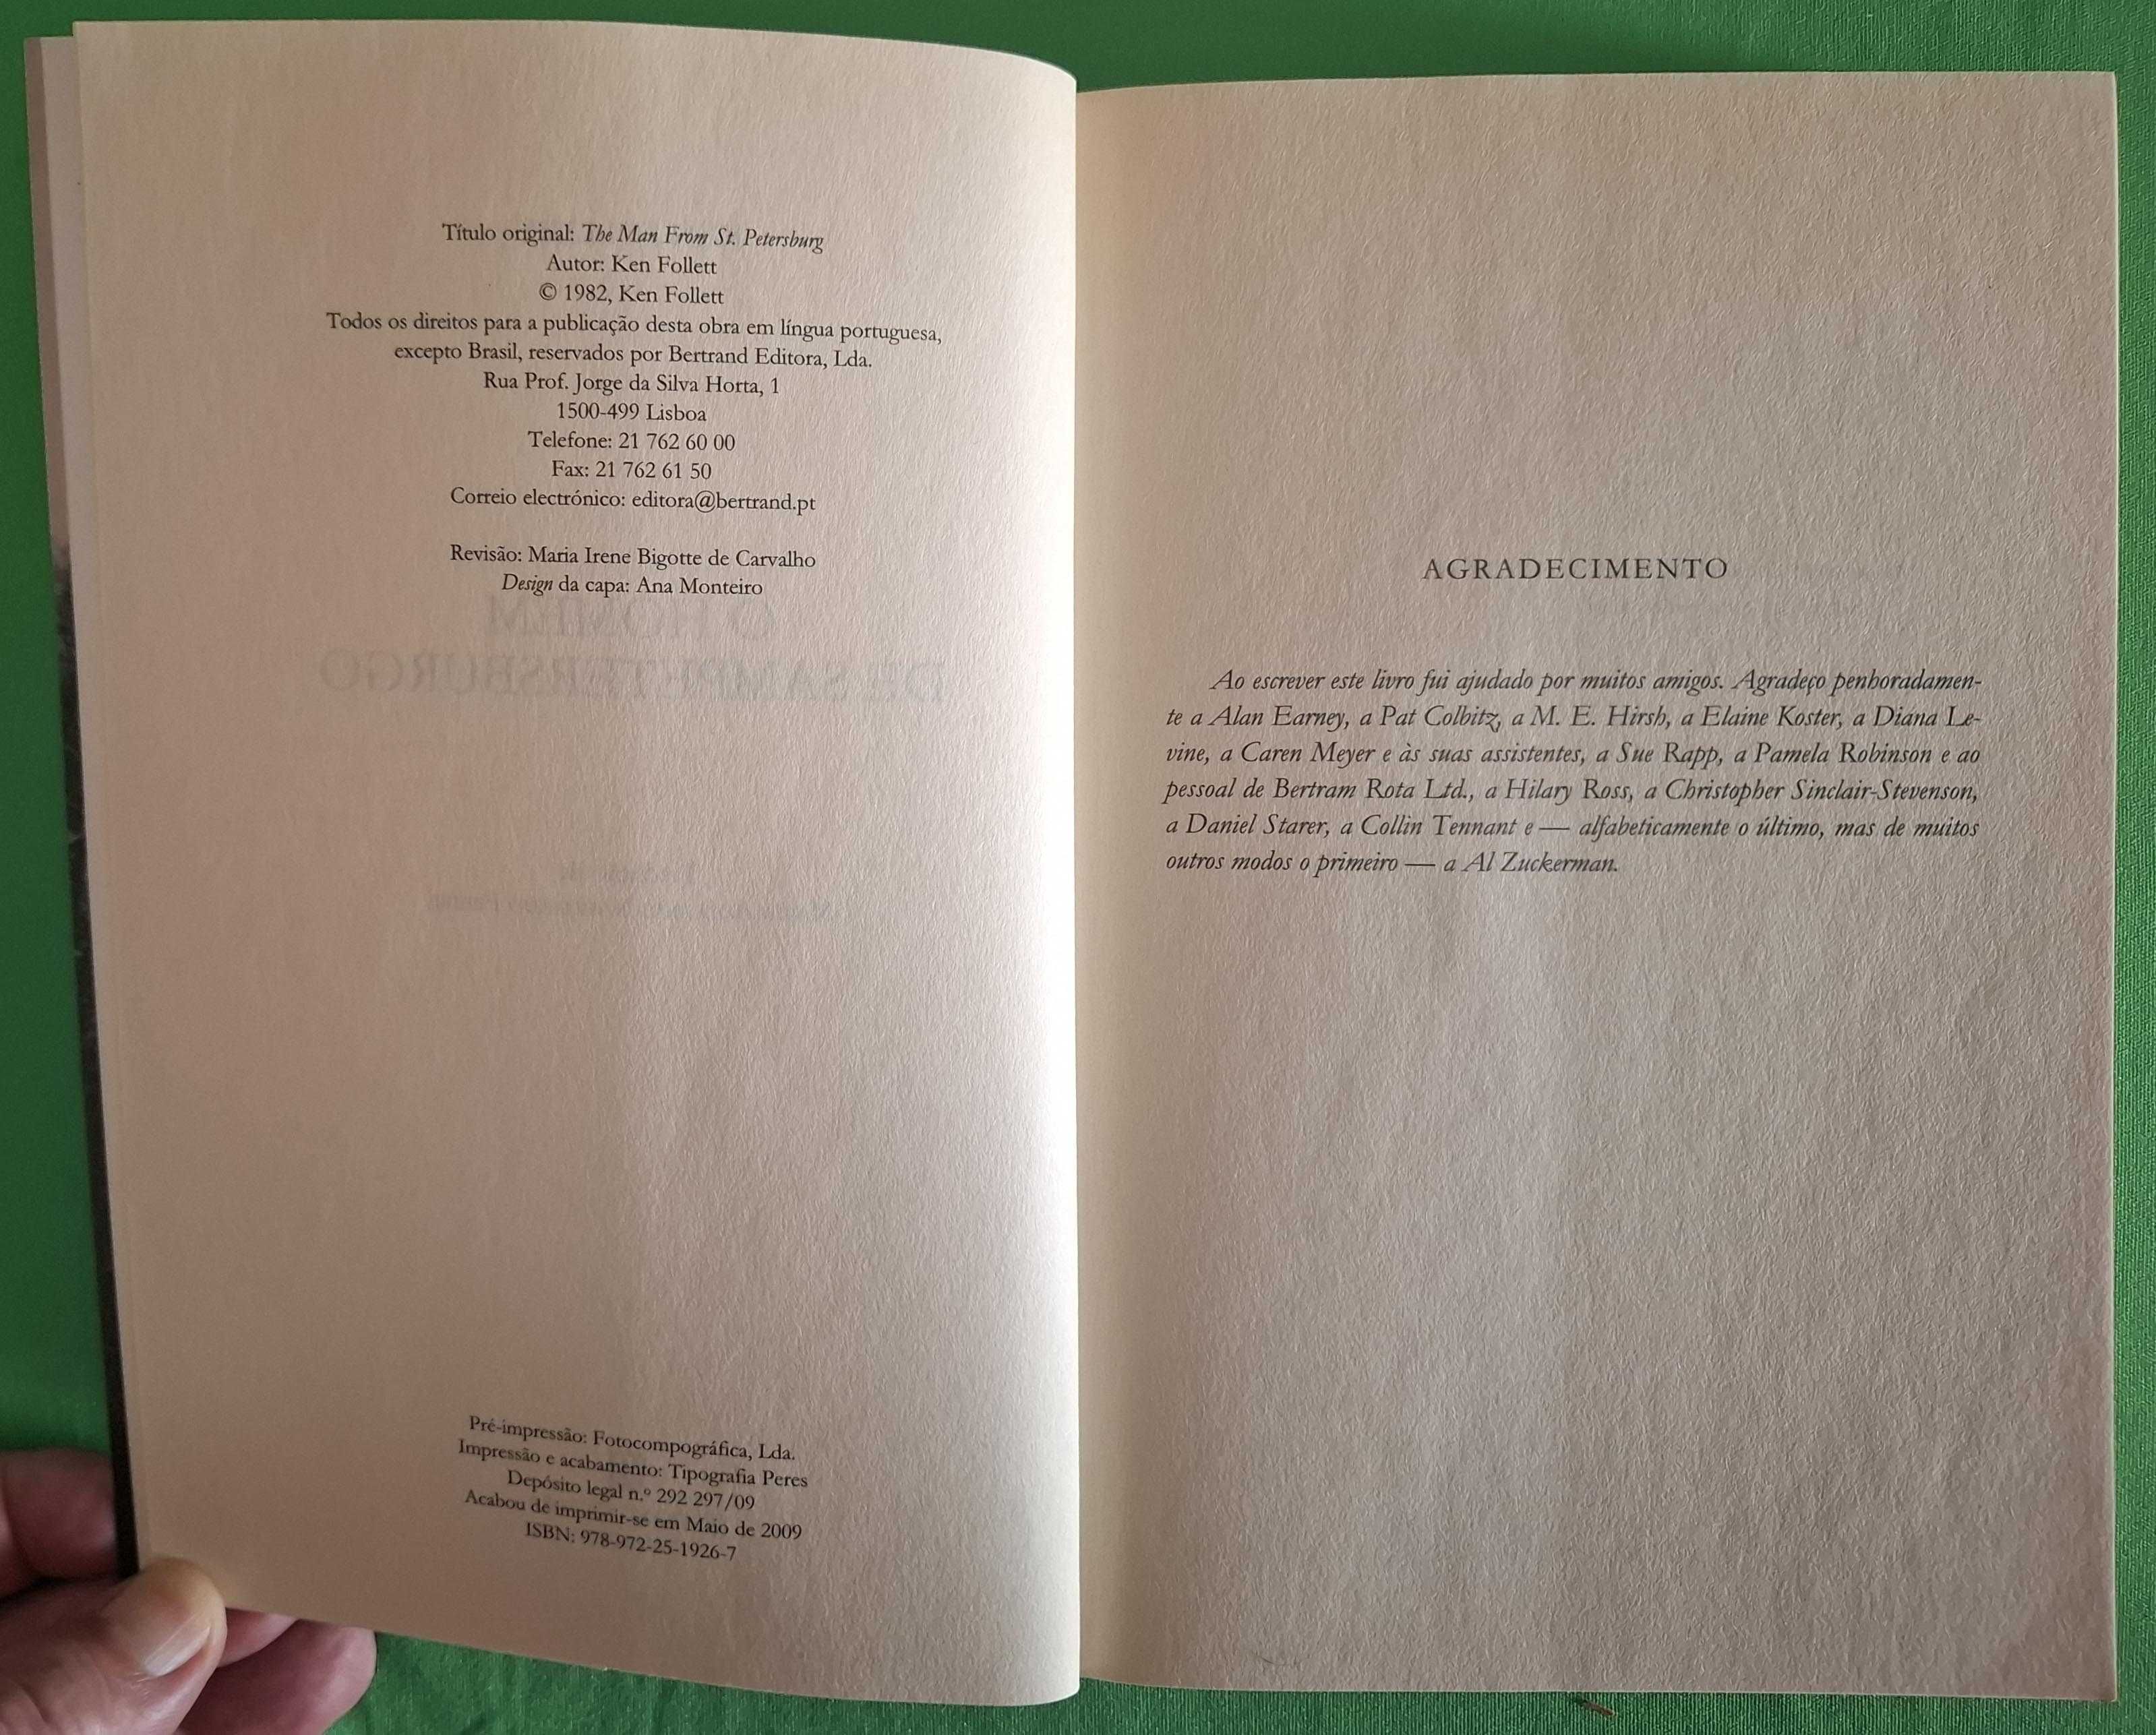 Título original: The Man From St. Petersburg
Autor: Ken Follett
© 1982, Ken Follett
Todos os direitos para a publicação desta obra em língua portuguesa,
excepto Brasil, reservados por Bertrand Editora, Lda.
Rua Prof. Jorge da Silva Horta, 1
1500-499 Lisboa
Telefone: 21 762 60 00
Fax: 21 762 61 50
Correio electrónico: editora@bertrand.pt
Revisão: Maria Irene Bigotte de Carvalho
Design da capa: Ana Monteiro
Pré-impressão: Fotocompográfica, Lda.
Impressão e acabamento: Tipografia Peres
Depósito legal n.º 292 297/09
Acabou de imprimir-se em Maio de 2009
ISBN: 978-972-25-1926-7
AGRADECIMENTO
Ao escrever este livro fui ajudado por muitos amigos. Agradeço penhoradamen-
te a Alan Earney, a Pat Colbitz, a M. E. Hirsh, a Elaine Koster, a Diana Le-
vine, a Caren Meyer e às suas assistentes, a Sue Rapp, a Pamela Robinson e ao
pessoal de Bertram Rota Ltd., a Hilary Ross, a Christopher Sinclair-Stevenson,
a Daniel Starer, a Collin Tennant e — alfabeticamente o último, mas de muitos
outros modos o primeiro — a Al Zuckerman.